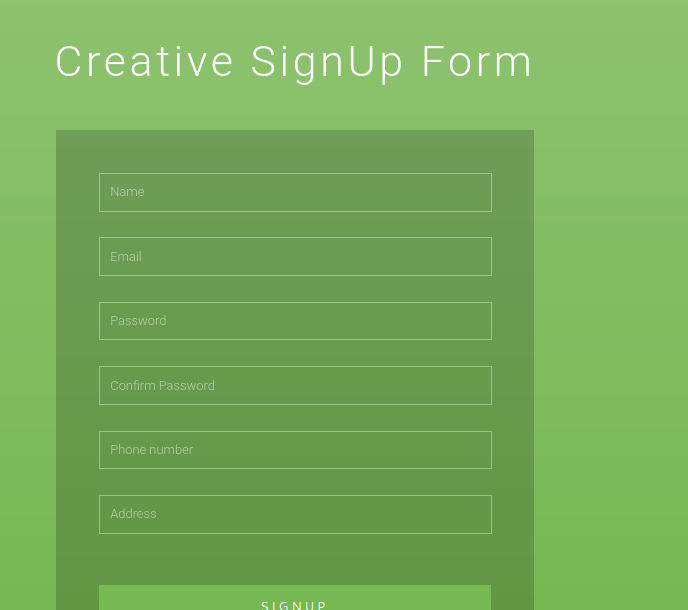 Creative SignUp Form
Name
Email
Password
Confirm Password
Phone number
Address
SIGNUP